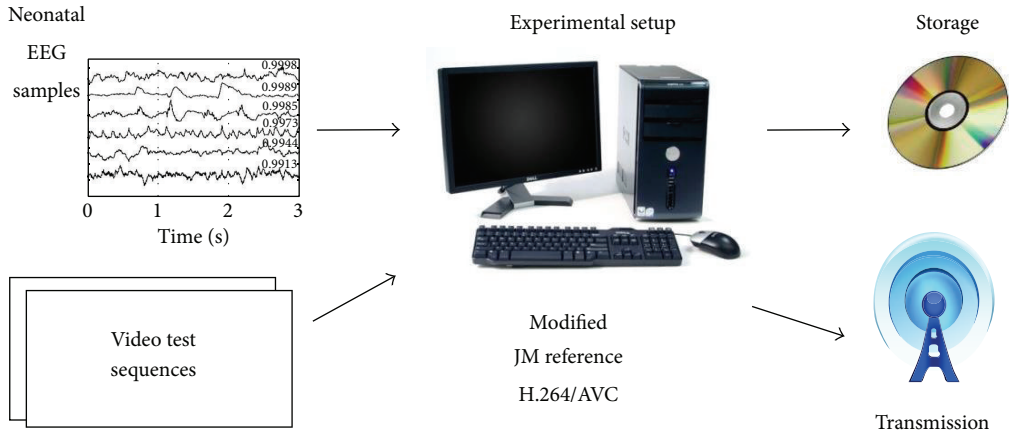 Neonatal
EEG
samples
0.9998
0.9989
0.9985
0.9973
0.9944
0.9913
0 1 2 3
Time (s)
Video test
sequences
Experimental setup
DELL
Modified
JM reference
H.264/AVC
Storage
Transmission